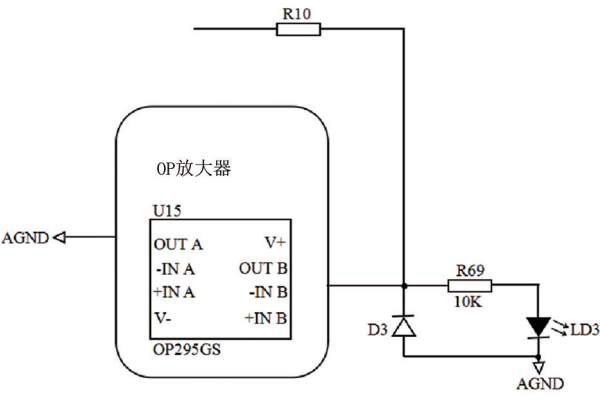 R10
OP放大器
U15
AGND
OUT A V+
-IN A OUT B
+IN A -IN B
V- +IN B
OP295GS
R69
10K
D3
LD3
AGND